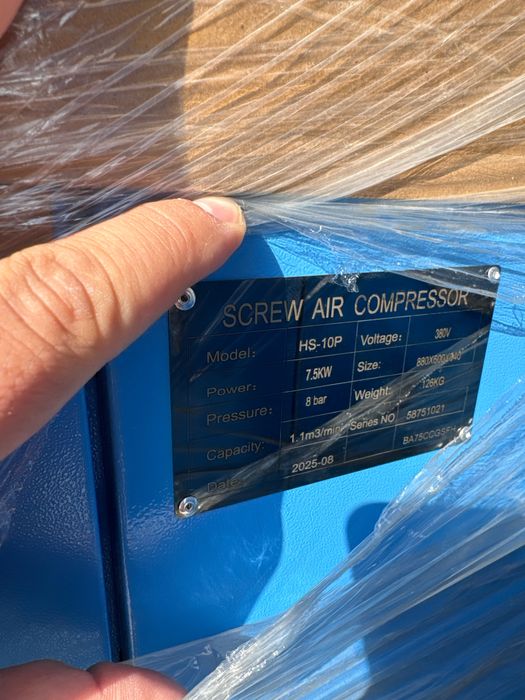 SCREW AIR COMPRESSOR
Model: HS-10P Voltage: 380V
Power: 7.5KW Size:
Pressure: 8 bar Weight: 126KG
Capacity: 1.1m3/min Series NO 58751021
Date: 2025-08